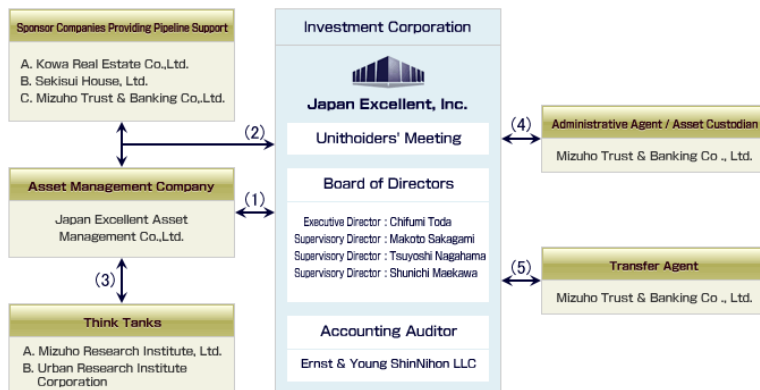 Sponsor Companies Providing Pipeline Support
A. Kowa Real Estate Co.,Ltd.
B. Sekisui House, Ltd.
C. Mizuho Trust & Banking Co,.Ltd.
(2)
Asset Management Company
Japan Excellent Asset
Management Co.,Ltd.
(1)
(3)
Think Tanks
A. Mizuho Research Institute, Ltd.
B. Urban Research Institute
Corporation
Investment Corporation
Japan Excellent, Inc.
Unithoiders' Meeting
Board of Directors
Executive Director : Chifumi Toda
Supervisory Director : Makoto Sakagami
Supervisory Director : Tsuyoshi Nagahama
Supervisory Director : Shunichi Maekawa
Accounting Auditor
Ernst & Young ShinNihon LLC
(4)
Administrative Agent / Asset Custodian
Mizuho Trust & Banking Co ., Ltd.
(5)
Transfer Agent
Mizuho Trust & Banking Co ., Ltd.